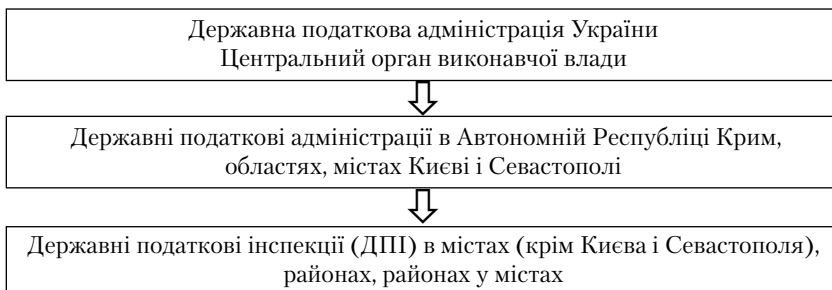 Державна податкова адміністрація України
Центральний орган виконавчої влади
Державні податкові адміністрації в Автономній Республіці Крим,
областях, містах Києві і Севастополі
Державні податкові інспекції (ДПІ) в містах (крім Києва і Севастополя),
районах, районах у містах